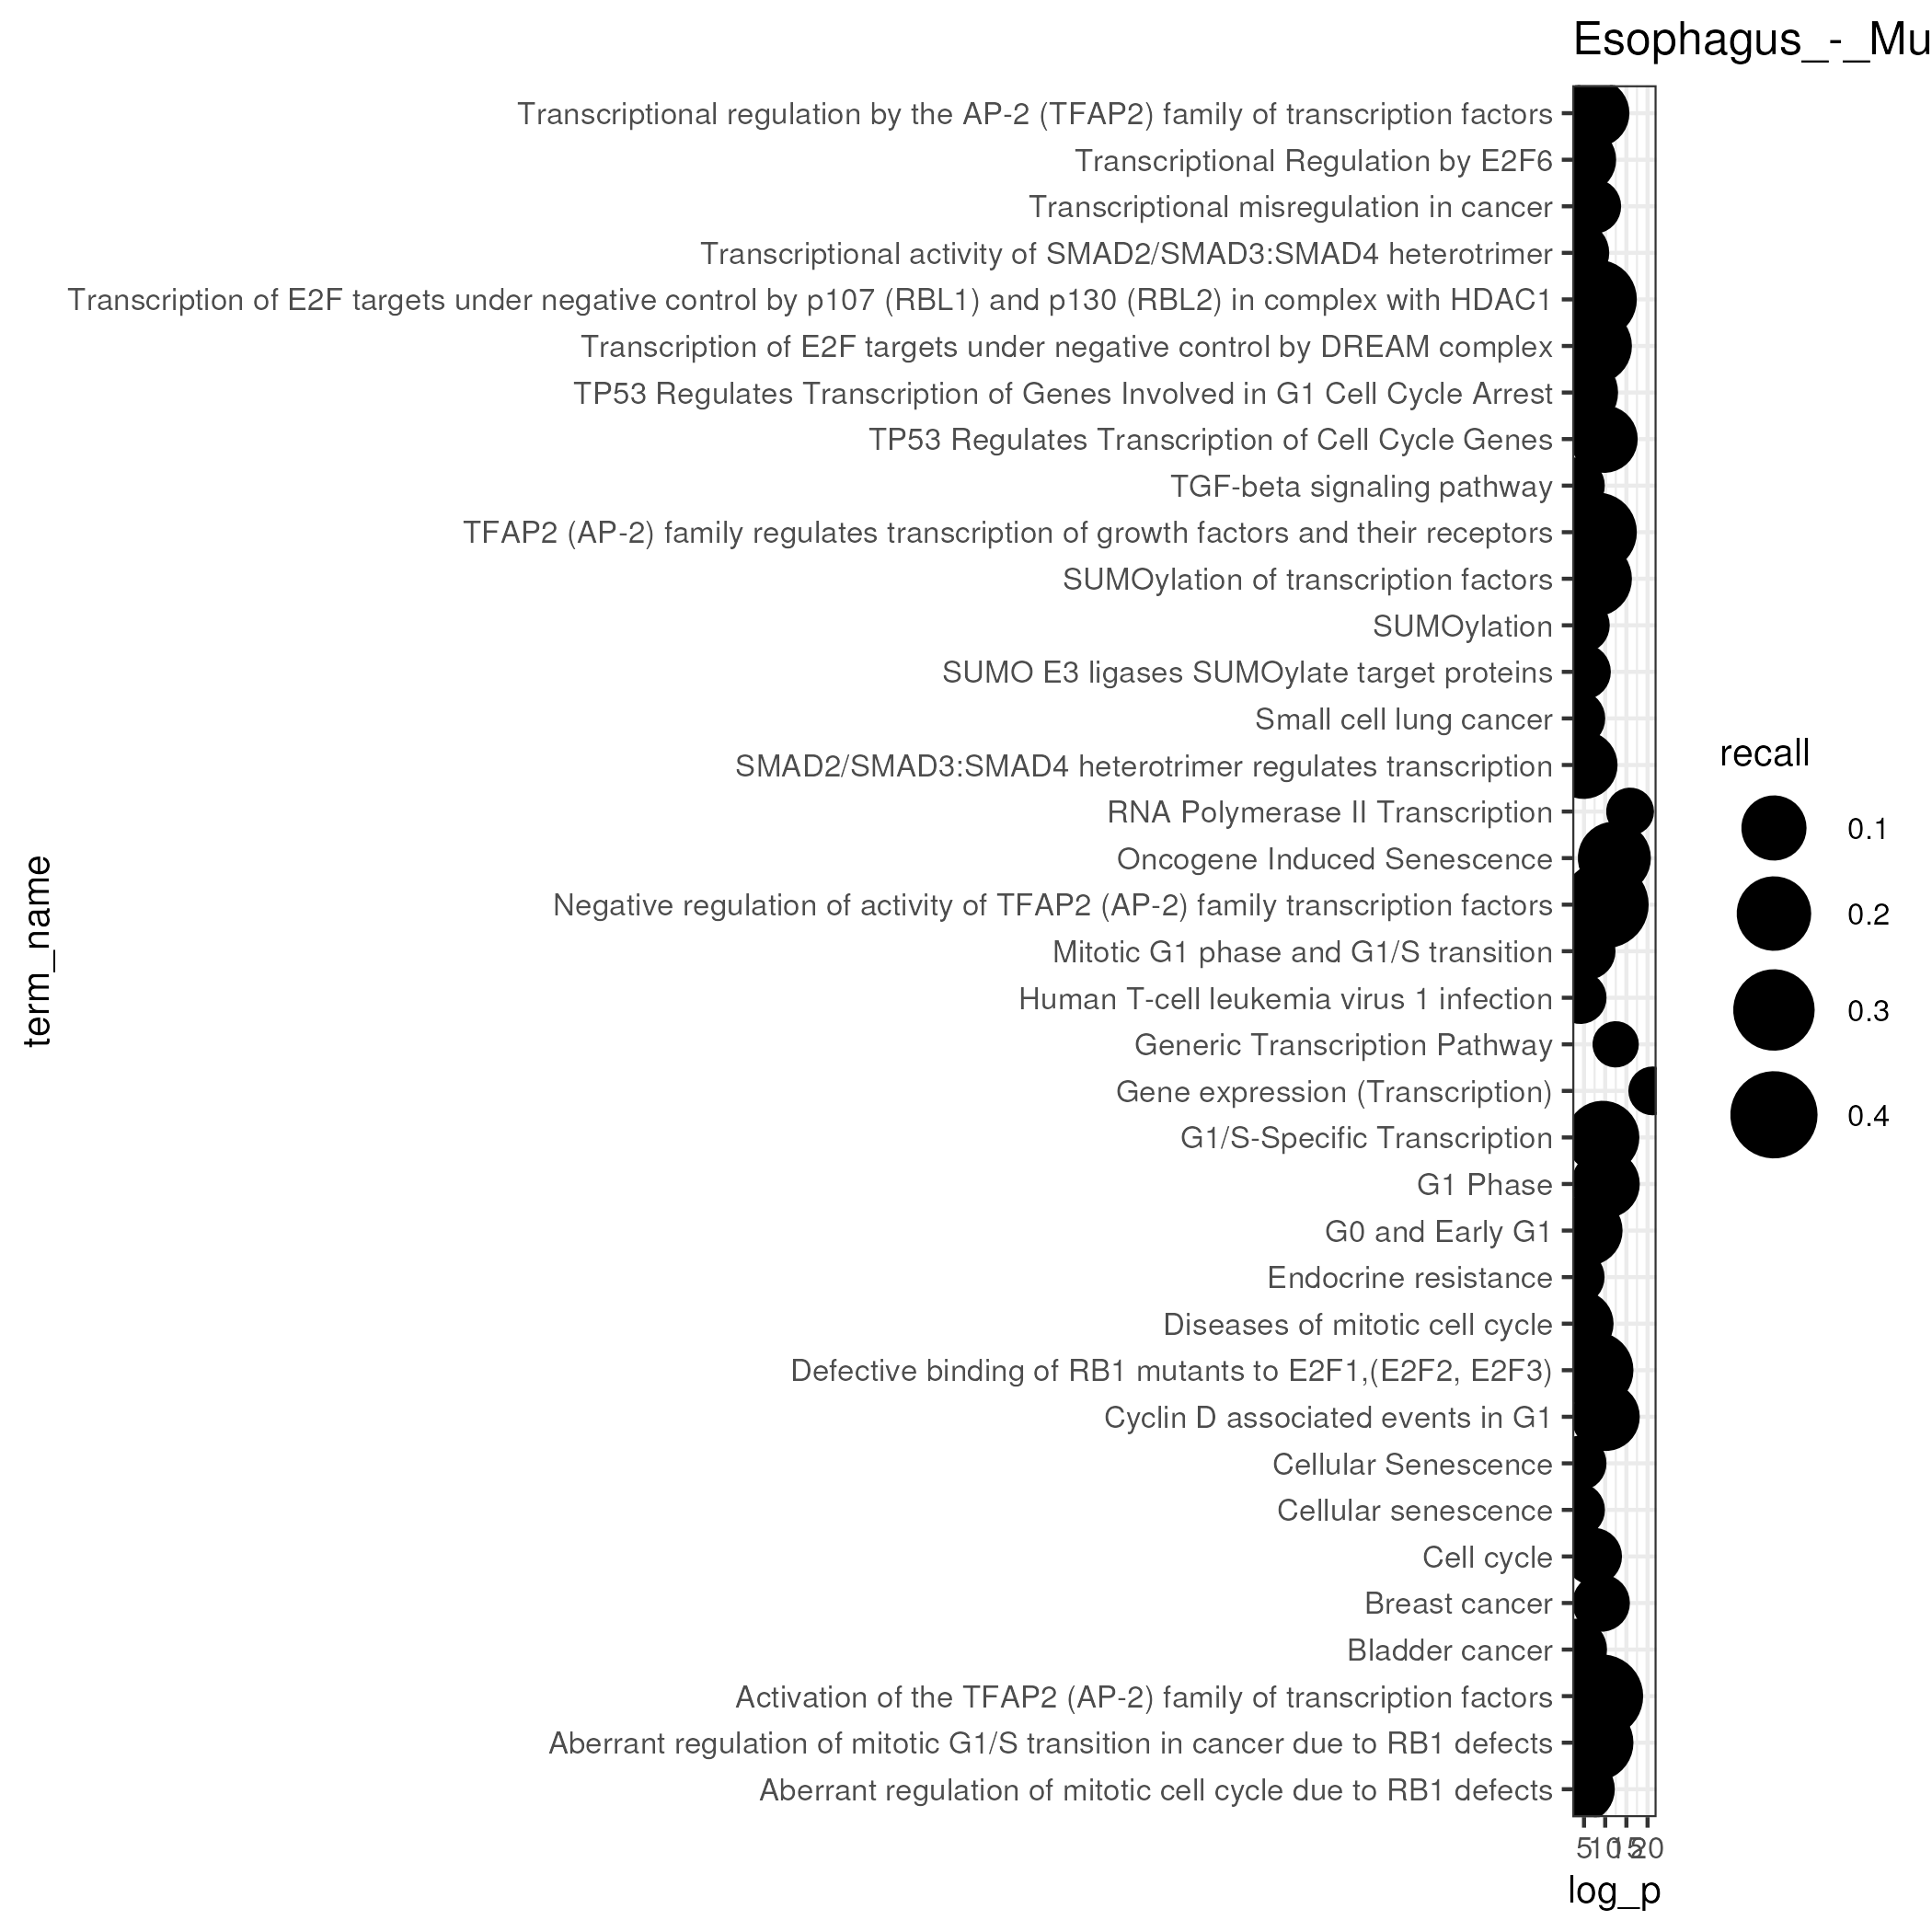 Esophagus_-_Mu
Transcriptional regulation by the AP-2 (TFAP2) family of transcription factors
Transcriptional Regulation by E2F6
Transcriptional misregulation in cancer
Transcriptional activity of SMAD2/SMAD3:SMAD4 heterotrimer
Transcription of E2F targets under negative control by p107 (RBL1) and p130 (RBL2) in complex with HDAC1
Transcription of E2F targets under negative control by DREAM complex
TP53 Regulates Transcription of Genes Involved in G1 Cell Cycle Arrest
TP53 Regulates Transcription of Cell Cycle Genes
TGF-beta signaling pathway
TFAP2 (AP-2) family regulates transcription of growth factors and their receptors
SUMOylation of transcription factors
SUMOylation
SUMO E3 ligases SUMOylate target proteins
Small cell lung cancer
SMAD2/SMAD3:SMAD4 heterotrimer regulates transcription
RNA Polymerase II Transcription
Oncogene Induced Senescence
Negative regulation of activity of TFAP2 (AP-2) family transcription factors
Mitotic G1 phase and G1/S transition
Human T-cell leukemia virus 1 infection
Generic Transcription Pathway
Gene expression (Transcription)
G1/S-Specific Transcription
G1 Phase
G0 and Early G1
Endocrine resistance
Diseases of mitotic cell cycle
Defective binding of RB1 mutants to E2F1,(E2F2, E2F3)
Cyclin D associated events in G1
Cellular Senescence
Cellular senescence
Cell cycle
Breast cancer
Bladder cancer
Activation of the TFAP2 (AP-2) family of transcription factors
Aberrant regulation of mitotic G1/S transition in cancer due to RB1 defects
Aberrant regulation of mitotic cell cycle due to RB1 defects
term_name
5 10 15 20
log_p
recall
0.1
0.2
0.3
0.4